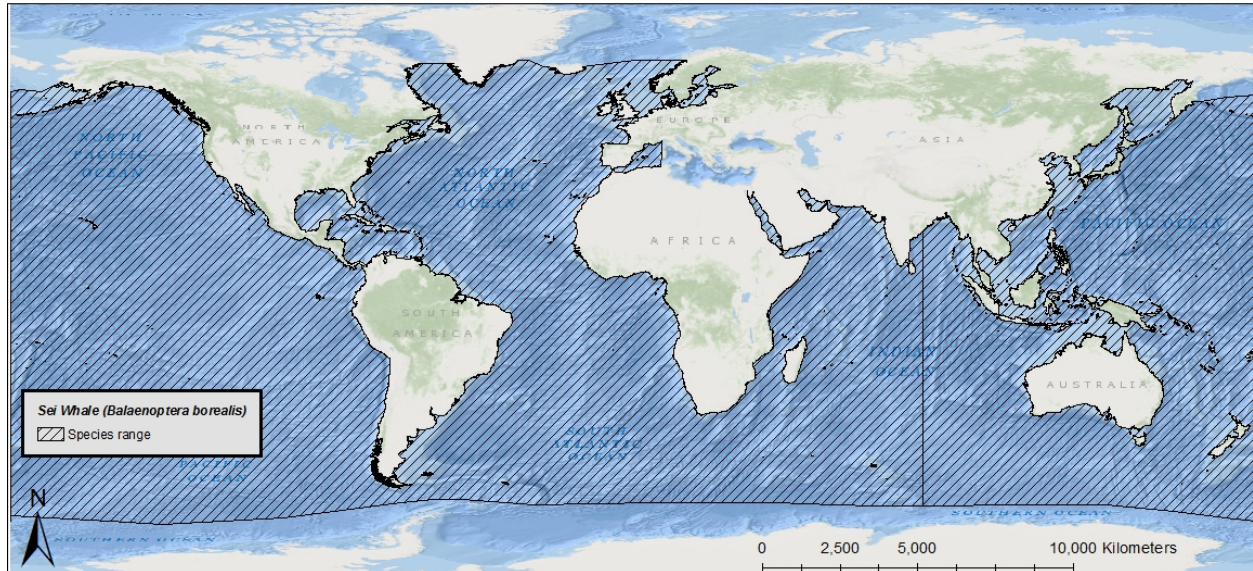 NORTH
PACIFIC
OCEAN
NORTH
AMERICA
EUROPE
ASIA
NORTH
ATLANTIC
OCEAN
PACIFIC OCEAN
AFRICA
SOUTH
AMERICA
INDIAN
OCEAN
AUSTRALIA
Sei Whale (Balaenoptera borealis)
Species range
SOUTH
ATLANTIC
OCEAN
PACIFIC
OCEAN
N
SOUTHERN OCEAN
SOUTHERN OCEAN
0 2,500 5,000 10,000 Kilometers